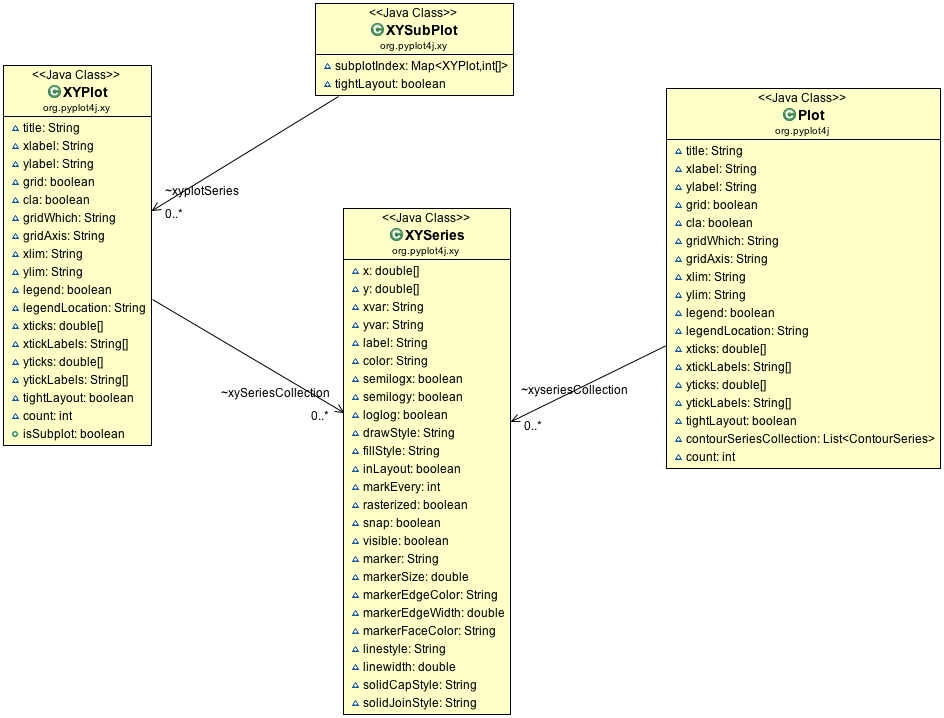 <<Java Class>>
XYSubPlot
org.pyplot4j.xy
subplotIndex: Map<XYPlot,int[]>
tightLayout: boolean
<<Java Class>>
XYPlot
org.pyplot4j.xy
title: String
xlabel: String
ylabel: String
grid: boolean
cla: boolean
gridWhich: String
gridAxis: String
xlim: String
ylim: String
legend: boolean
legendLocation: String
xticks: double[]
xtickLabels: String[]
yticks: double[]
ytickLabels: String[]
tightLayout: boolean
count: int
isSubplot: boolean
~xyplotSeries
0..*
~xySeriesCollection
0..*
<<Java Class>>
XYSeries
org.pyplot4j.xy
x: double[]
y: double[]
xvar: String
yvar: String
label: String
color: String
semilogx: boolean
semilogy: boolean
loglog: boolean
drawStyle: String
fillStyle: String
inLayout: boolean
markEvery: int
rasterized: boolean
snap: boolean
visible: boolean
marker: String
markerSize: double
markerEdgeColor: String
markerEdgeWidth: double
markerFaceColor: String
linestyle: String
linewidth: double
solidCapStyle: String
solidJoinStyle: String
~xyseriesCollection
0..*
<<Java Class>>
Plot
org.pyplot4j
title: String
xlabel: String
ylabel: String
grid: boolean
cla: boolean
gridWhich: String
gridAxis: String
xlim: String
ylim: String
legend: boolean
legendLocation: String
xticks: double[]
xtickLabels: String[]
yticks: double[]
ytickLabels: String[]
tightLayout: boolean
contourSeriesCollection: List<ContourSeries>
count: int